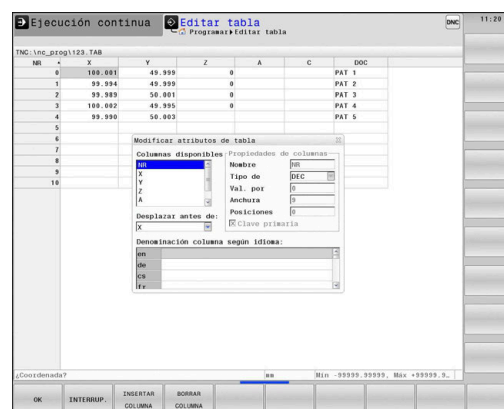 Ejecución continua
Editar tabla
Programar Editar tabla
DNC
11:20
TNC:\nc_prog\123.TAB
NR X Y Z A C DOC
0 100.001 49.999 0 PAT 1
1 99.994 49.999 0 PAT 2
2 99.989 50.001 0 PAT 3
3 100.002 49.995 0 PAT 4
4 99.990 50.003 PAT 5
5
6
7
8
9
10
Modificar atributos de tabla
Columnas disponibles
NR
X
Y
Z
A
Desplazar antes de:
X
Propiedades de columnas
Nombre NR
Tipo de DEC
Val. por 0
Anchura 9
Posiciones 0
Clave primaria
Denominación columna según idioma:
en
de
cs
fr
¿Coordenada?
mm
Mín -99999.99999, Máx +99999.9…
OK
INTERRUP.
INSERTAR COLUMNA
BORRAR COLUMNA